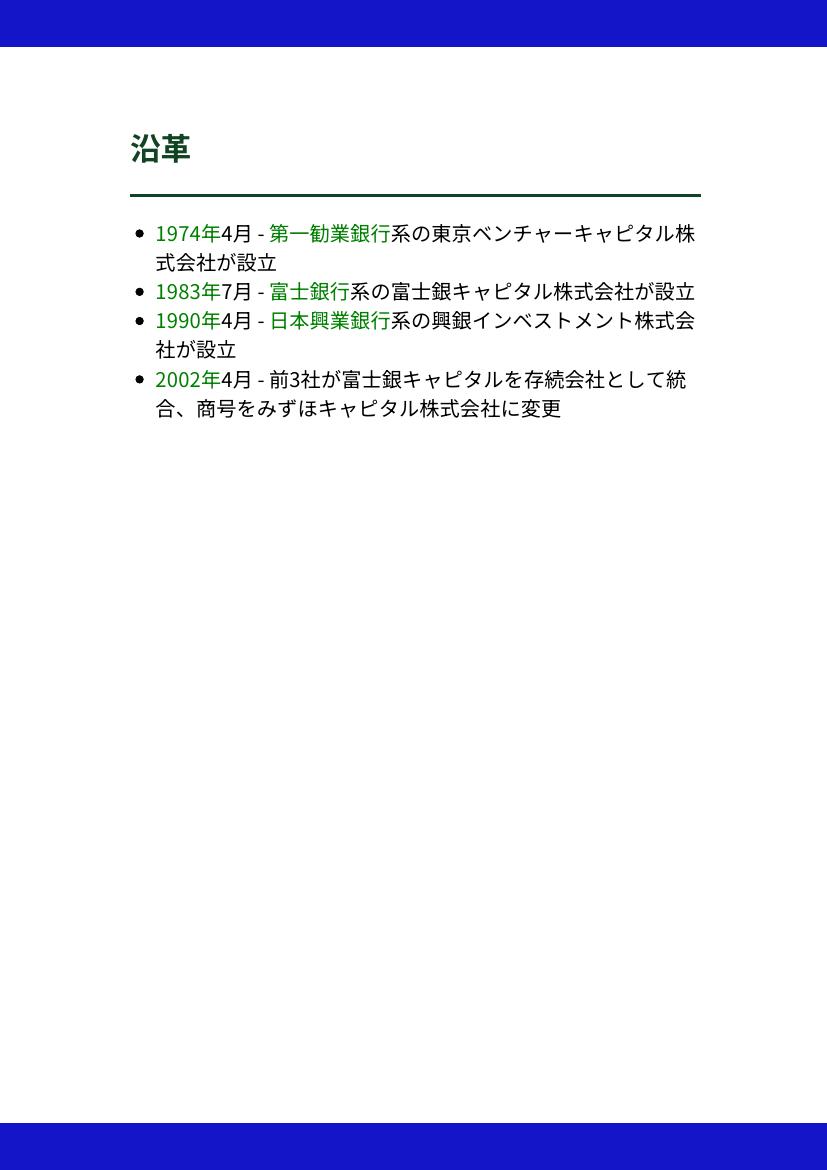 沿革
• 1974年4月 - 第一勧業銀行系の東京ベンチャーキャピタル株
式会社が設立
• 1983年7月 - 富士銀行系の富士銀キャピタル株式会社が設立
• 1990年4月 - 日本興業銀行系の興銀インベストメント株式会
社が設立
• 2002年4月 - 前3社が富士銀キャピタルを存続会社として統
合、商号をみずほキャピタル株式会社に変更